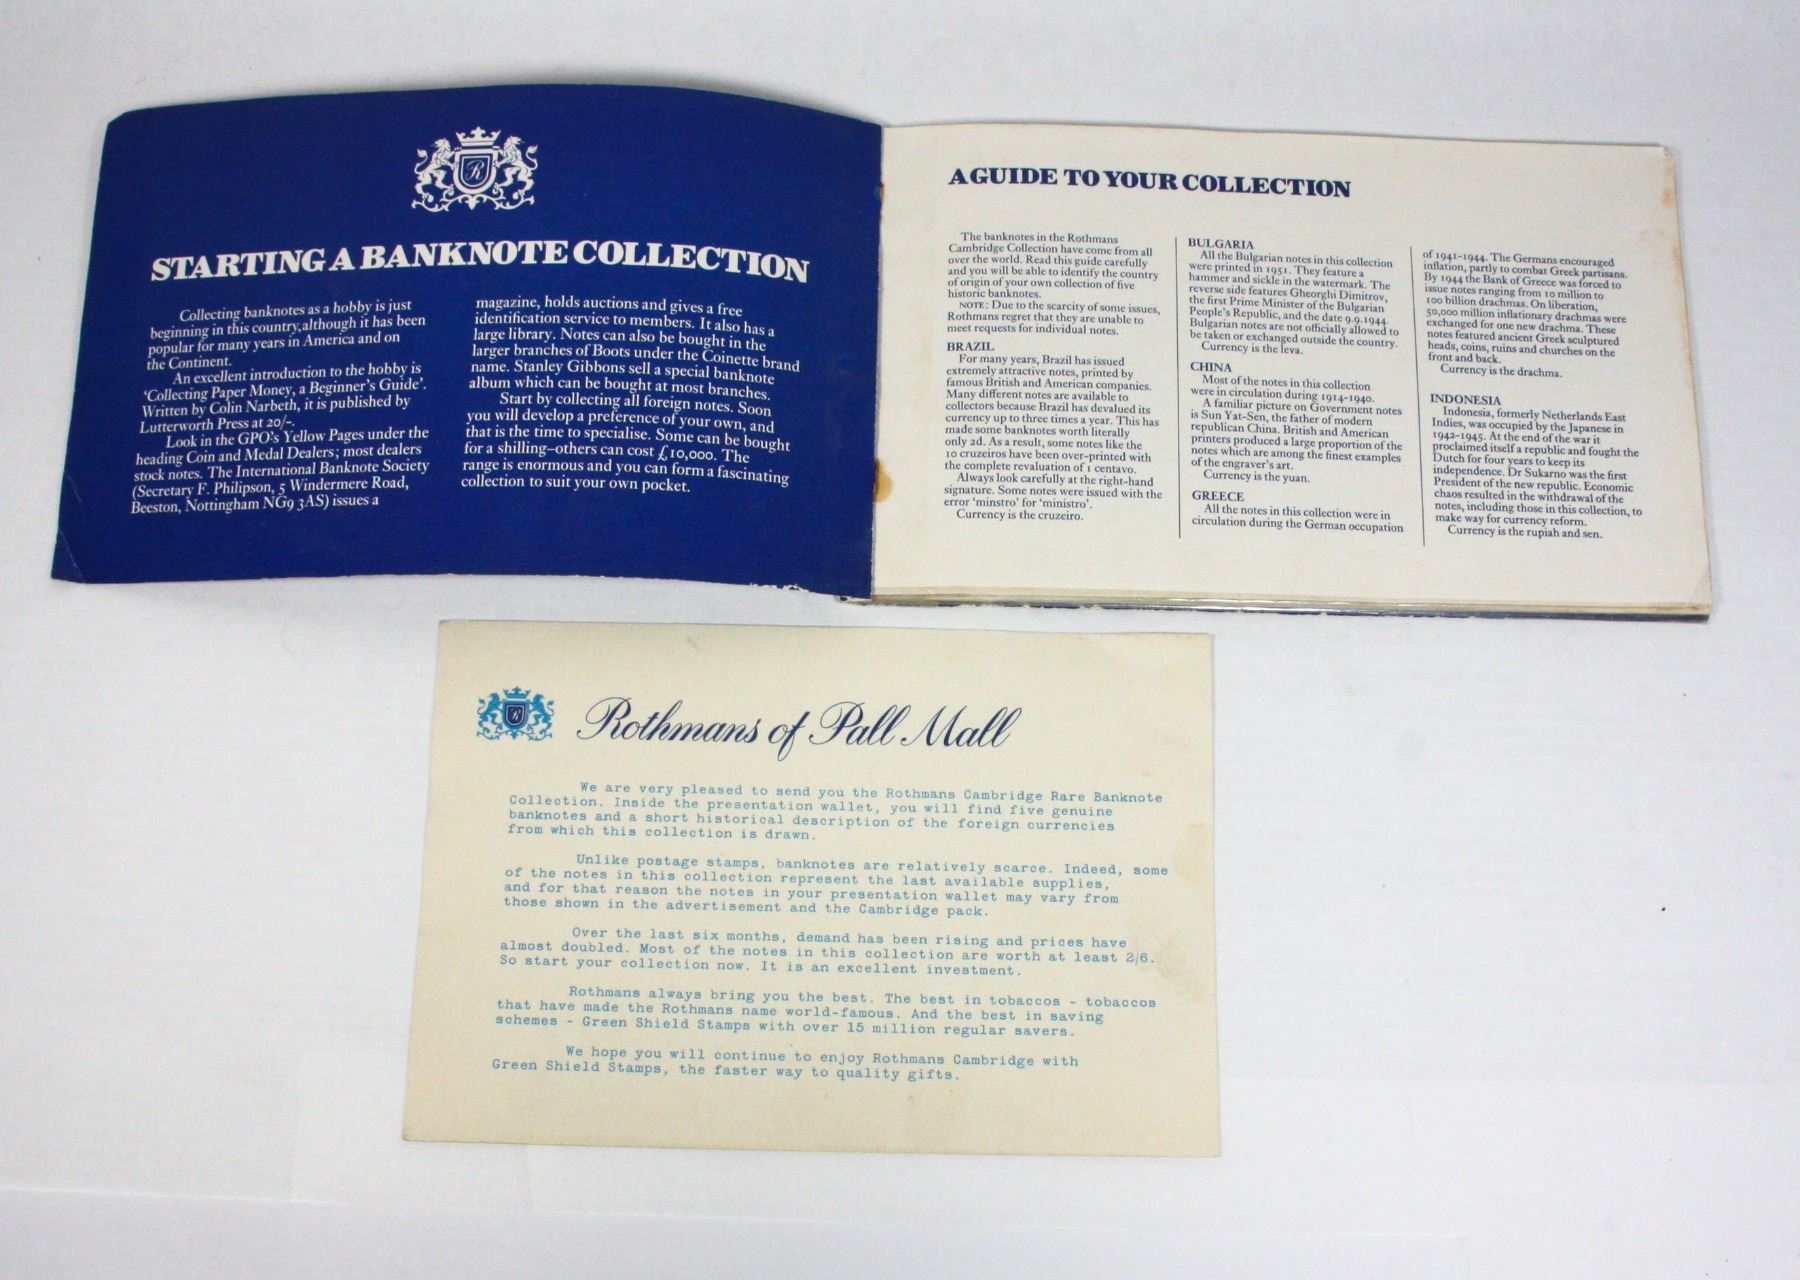 R
STARTING A BANKNOTE COLLECTION
Collecting banknotes as a hobby is just
beginning in this country,although it has been
popular for many years in America and on
the Continent.
An excellent introduction to the hobby is
‘Collecting Paper Money, a Beginner’s Guide’.
Written by Colin Narbeth, it is published by
Lutterworth Press at 20/-.
Look in the GPO’s Yellow Pages under the
heading Coin and Medal Dealers; most dealers
stock notes. The International Banknote Society
(Secretary F. Philipson, 5 Windermere Road,
Beeston, Nottingham NG9 3AS) issues a
magazine, holds auctions and gives a free
identification service to members. It also has a
large library. Notes can also be bought in the
larger branches of Boots under the Coinette brand
name. Stanley Gibbons sell a special banknote
album which can be bought at most branches.
Start by collecting all foreign notes. Soon
you will develop a preference of your own, and
that is the time to specialise. Some can be bought
for a shilling–others can cost £10,000. The
range is enormous and you can form a fascinating
collection to suit your own pocket.
A GUIDE TO YOUR COLLECTION
The banknotes in the Rothmans
Cambridge Collection have come from all
over the world. Read this guide carefully
and you will be able to identify the country
of origin of your own collection of five
historic banknotes.
NOTE: Due to the scarcity of some issues,
Rothmans regret that they are unable to
meet requests for individual notes.
BRAZIL
For many years, Brazil has issued
extremely attractive notes, printed by
famous British and American companies.
Many different notes are available to
collectors because Brazil has devalued its
currency up to three times a year. This has
made some banknotes worth literally
only 2d. As a result, some notes like the
10 cruzeiros have been over-printed with
the complete revaluation of 1 centavo.
Always look carefully at the right-hand
signature. Some notes were issued with the
error ‘minstro’ for ‘ministro’.
Currency is the cruzeiro.
BULGARIA
All the Bulgarian notes in this collection
were printed in 1951. They feature a
hammer and sickle in the watermark. The
reverse side features Gheorghi Dimitrov,
the first Prime Minister of the Bulgarian
People’s Republic, and the date 9.9.1944.
Bulgarian notes are not officially allowed to
be taken or exchanged outside the country.
Currency is the leva.
CHINA
Most of the notes in this collection
were in circulation during 1914-1940.
A familiar picture on Government notes
is Sun Yat-Sen, the father of modern
republican China. British and American
printers produced a large proportion of the
notes which are among the finest examples
of the engraver’s art.
Currency is the yuan.
GREECE
All the notes in this collection were in
circulation during the German occupation
of 1941-1944. The Germans encouraged
inflation, partly to combat Greek partisans.
By 1944 the Bank of Greece was forced to
issue notes ranging from 10 million to
100 billion drachmas. On liberation,
50,000 million inflationary drachmas were
exchanged for one new drachma. These
notes featured ancient Greek sculptured
heads, coins, ruins and churches on the
front and back.
Currency is the drachma.
INDONESIA
Indonesia, formerly Netherlands East
Indies, was occupied by the Japanese in
1942-1945. At the end of the war it
proclaimed itself a republic and fought the
Dutch for four years to keep its
independence. Dr Sukarno was the first
President of the new republic. Economic
chaos resulted in the withdrawal of the
notes, including those in this collection, to
make way for currency reform.
Currency is the rupiah and sen.
R
Rothmans of Pall Mall
We are very pleased to send you the Rothmans Cambridge Rare Banknote
Collection. Inside the presentation wallet, you will find five genuine
banknotes and a short historical description of the foreign currencies
from which this collection is drawn.
Unlike postage stamps, banknotes are relatively scarce. Indeed, some
of the notes in this collection represent the last available supplies,
and for that reason the notes in your presentation wallet may vary from
those shown in the advertisement and the Cambridge pack.
Over the last six months, demand has been rising and prices have
almost doubled. Most of the notes in this collection are worth at least 2/6.
So start your collection now. It is an excellent investment.
Rothmans always bring you the best. The best in tobaccos - tobaccos
that have made the Rothmans name world-famous. And the best in saving
schemes - Green Shield Stamps with over 15 million regular savers.
We hope you will continue to enjoy Rothmans Cambridge with
Green Shield Stamps, the faster way to quality gifts.